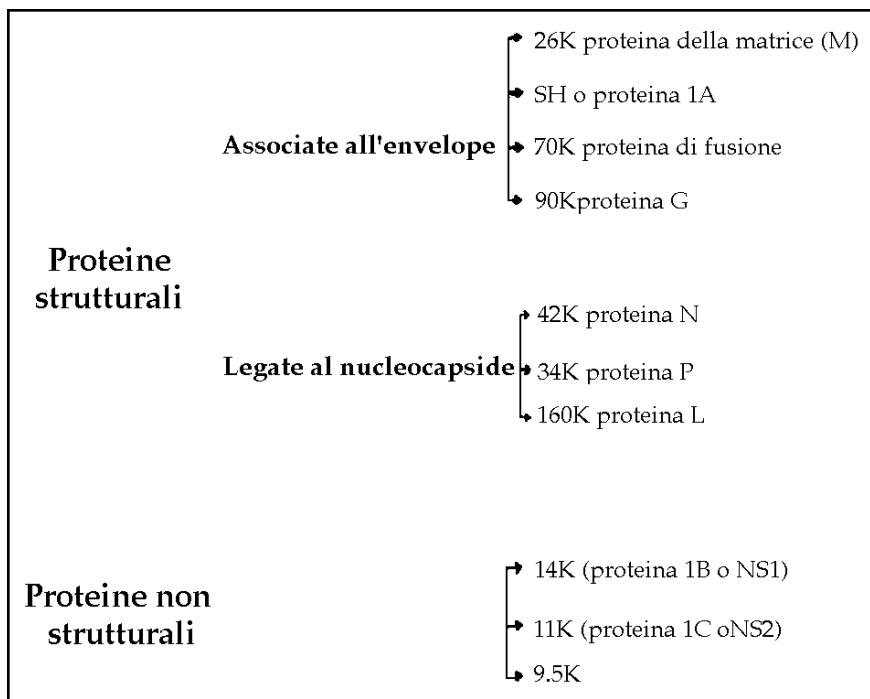 26K proteina della matrice (M)
SH o proteina 1A
Associate all'envelope
70K proteina di fusione
90Kproteina G
Proteine
strutturali
42K proteina N
Legate al nucleocapside
34K proteina P
160K proteina L
14K (proteina 1B o NS1)
Proteine non
strutturali
11K (proteina 1C oNS2)
9.5K